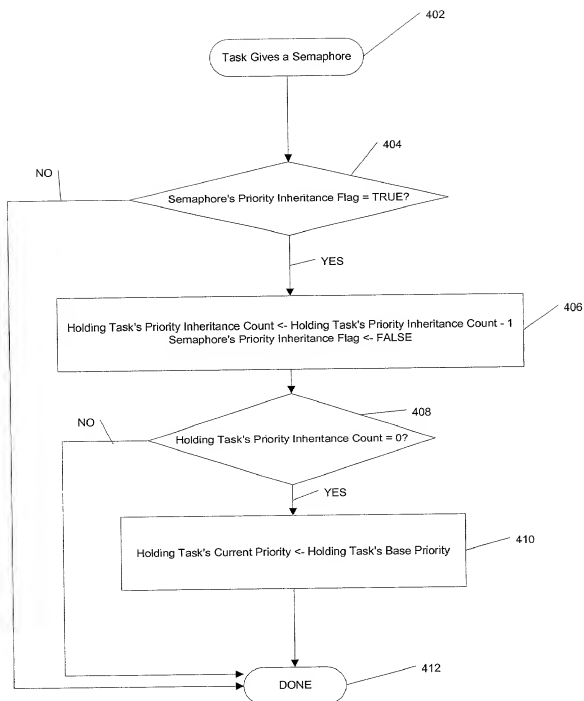 402
Task Gives a Semaphore
404
NO
Semaphore's Priority Inheritance Flag = TRUE?
YES
406
Holding Task's Priority Inheritance Count <- Holding Task's Priority Inheritance Count - 1
Semaphore's Priority Inheritance Flag <- FALSE
408
NO
Holding Task's Priority Inhentance Count = 0?
YES
410
Holding Task's Current Priority <- Holding Task's Base Priority
412
DONE